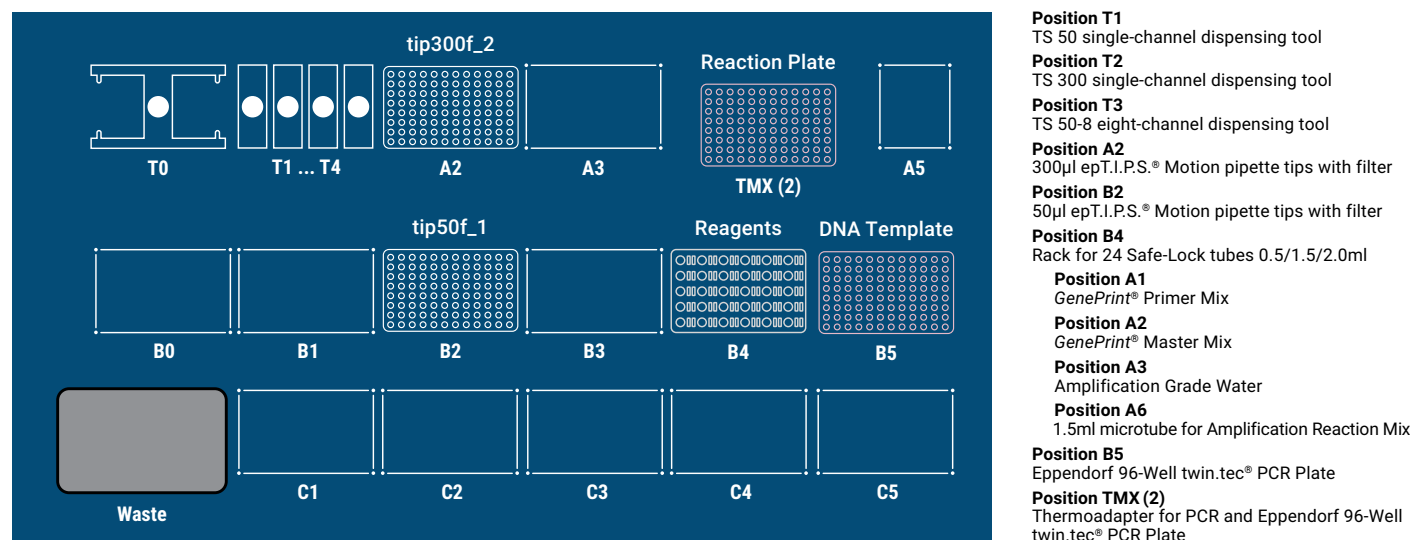 tip300f_2
Reaction Plate
T0
T1 ... T4
A2
A3
TMX (2)
A5
tip50f_1
Reagents
DNA Template
B0
B1
B2
B3
B4
B5
Waste
C1
C2
C3
C4
C5
Position T1
TS 50 single-channel dispensing tool
Position T2
TS 300 single-channel dispensing tool
Position T3
TS 50-8 eight-channel dispensing tool
Position A2
300µl epT.I.P.S.® Motion pipette tips with filter
Position B2
50µl epT.I.P.S.® Motion pipette tips with filter
Position B4
Rack for 24 Safe-Lock tubes 0.5/1.5/2.0ml
Position A1
GenePrint® Primer Mix
Position A2
GenePrint® Master Mix
Position A3
Amplification Grade Water
Position A6
1.5ml microtube for Amplification Reaction Mix
Position B5
Eppendorf 96-Well twin.tec® PCR Plate
Position TMX (2)
Thermoadapter for PCR and Eppendorf 96-Well
twin.tec® PCR Plate